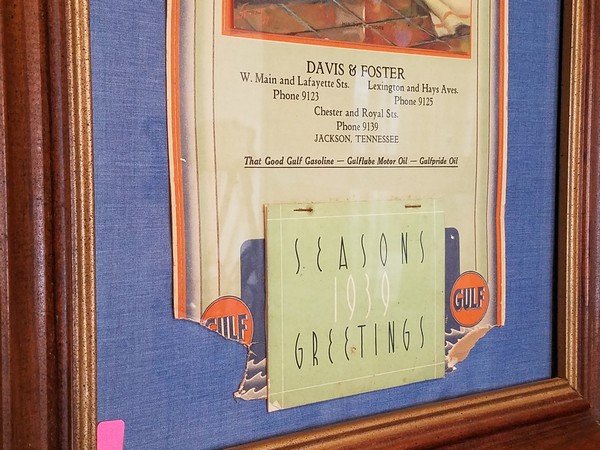 DAVIS & FOSTER
W. Main and Lafayette Sts. Lexington and Hays Aves.
Phone 9123 Phone 9125
Chester and Royal Sts.
Phone 9139
JACKSON, TENNESSEE
That Good Gulf Gasoline — Gulflube Motor Oil — Gulfpride Oil
SEASONS
1939
GREETINGS
GULF
GULF